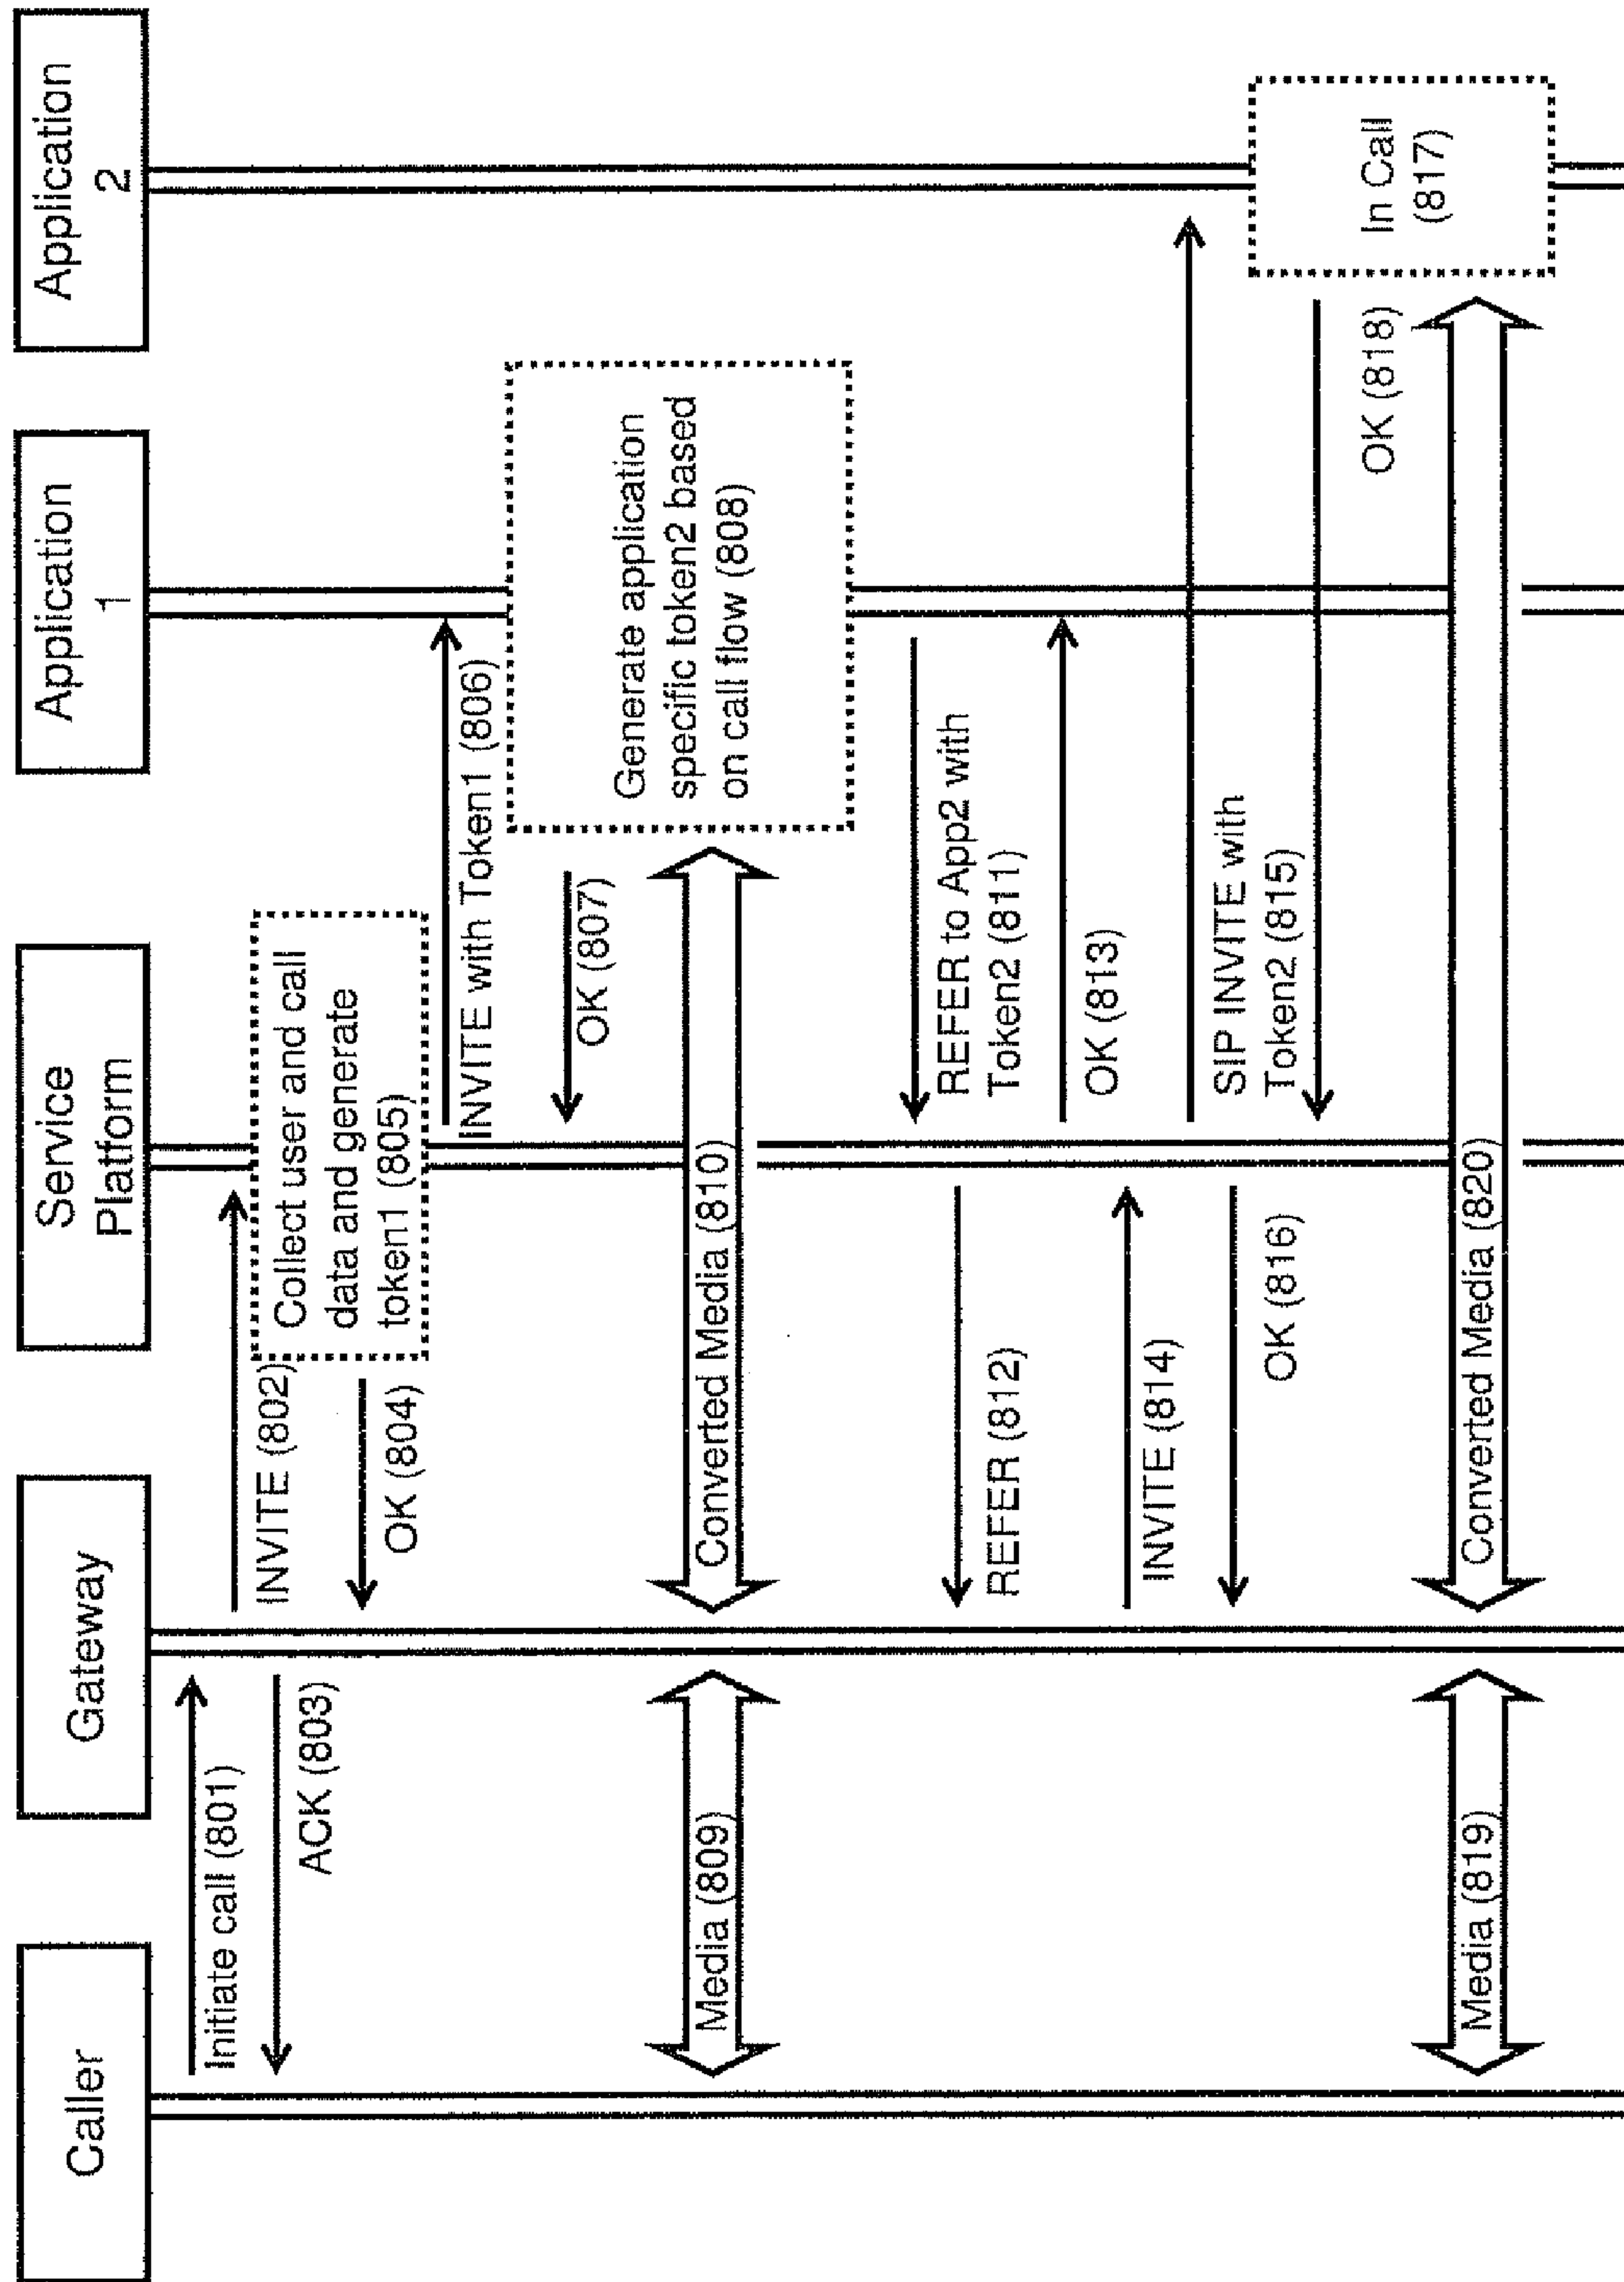 Caller
Gateway
Service
Platform
Application
1
Application
2
Initiate call (801)
INVITE (802)
ACK (803)
Collect user and call
data and generate
token1 (805)
OK (804)
INVITE with Token1 (806)
OK (807)
Generate application
specific token2 based
on call flow (808)
Media (809)
Converted Media (810)
REFER to App2 with
Token2 (811)
REFER (812)
OK (813)
INVITE (814)
SIP INVITE with
Token2 (815)
OK (816)
In Call
(817)
OK (818)
Media (819)
Converted Media (820)